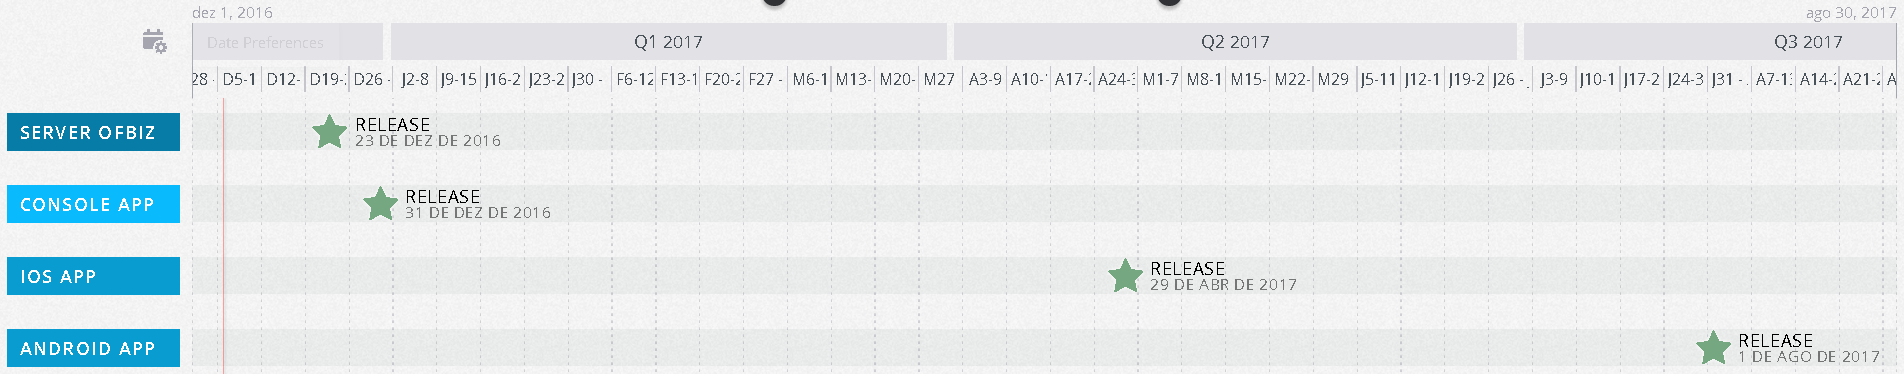 dez 1, 2016
ago 30, 2017
Date Preferences
Q1 2017
Q2 2017
Q3 2017
28 - D5-1 D12- D19-2 D26 - J2-8 J9-15 J16-2 J23-2 J30 - F6-12 F13-1 F20-2 F27 - M6-1 M13- M20- M27 A3-9 A10- A17-2 A24-3 M1-7 M8-1 M15- M22- M29 J5-11 J12-1 J19-2 J26 - J3-9 J10-1 J17-2 J24-3 J31 - A7-13 A14-2 A21-2 A
SERVER OFBIZ
RELEASE
23 DE DEZ DE 2016
CONSOLE APP
RELEASE
31 DE DEZ DE 2016
IOS APP
RELEASE
29 DE ABR DE 2017
ANDROID APP
RELEASE
1 DE AGO DE 2017